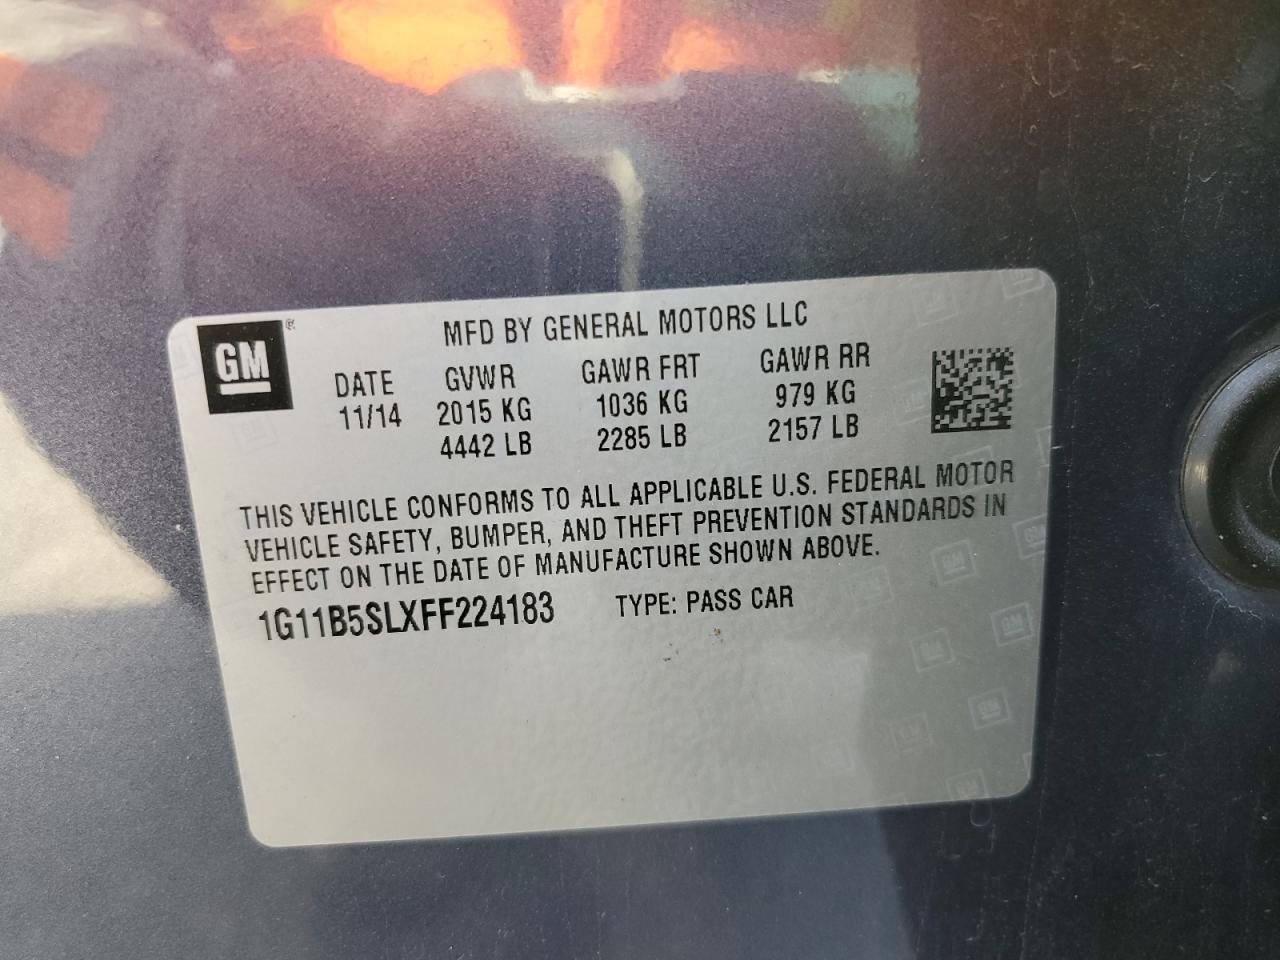 GM
MFD BY GENERAL MOTORS LLC
DATE GVWR GAWR FRT GAWR RR
11/14 2015 KG 1036 KG 979 KG
4442 LB 2285 LB 2157 LB
THIS VEHICLE CONFORMS TO ALL APPLICABLE U.S. FEDERAL MOTOR
VEHICLE SAFETY, BUMPER, AND THEFT PREVENTION STANDARDS IN
EFFECT ON THE DATE OF MANUFACTURE SHOWN ABOVE.
1G11B5SLXFF224183 TYPE: PASS CAR